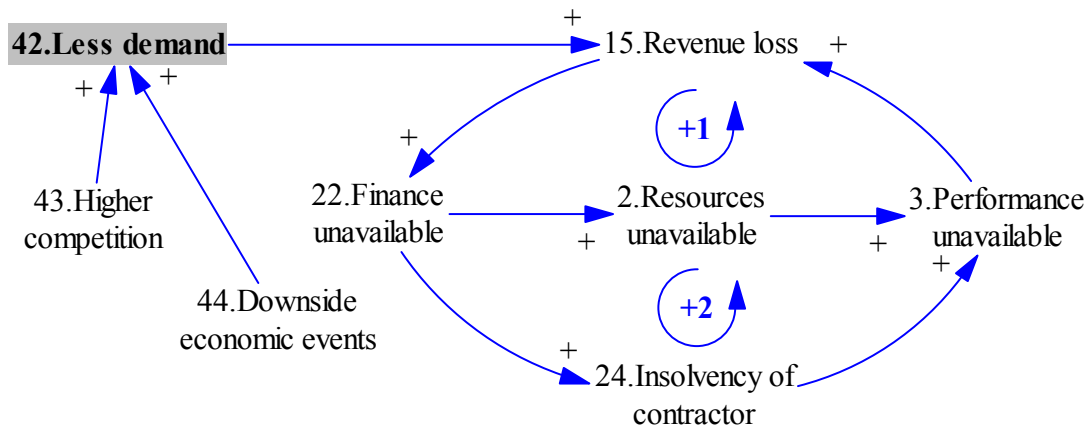 +
42.Less demand
15.Revenue loss
+
+
+
+
+1
43.Higher
competition
22.Finance
unavailable
2.Resources
unavailable
3.Performance
unavailable
+
+
+
44.Downside
economic events
+2
+
24.Insolvency of
contractor